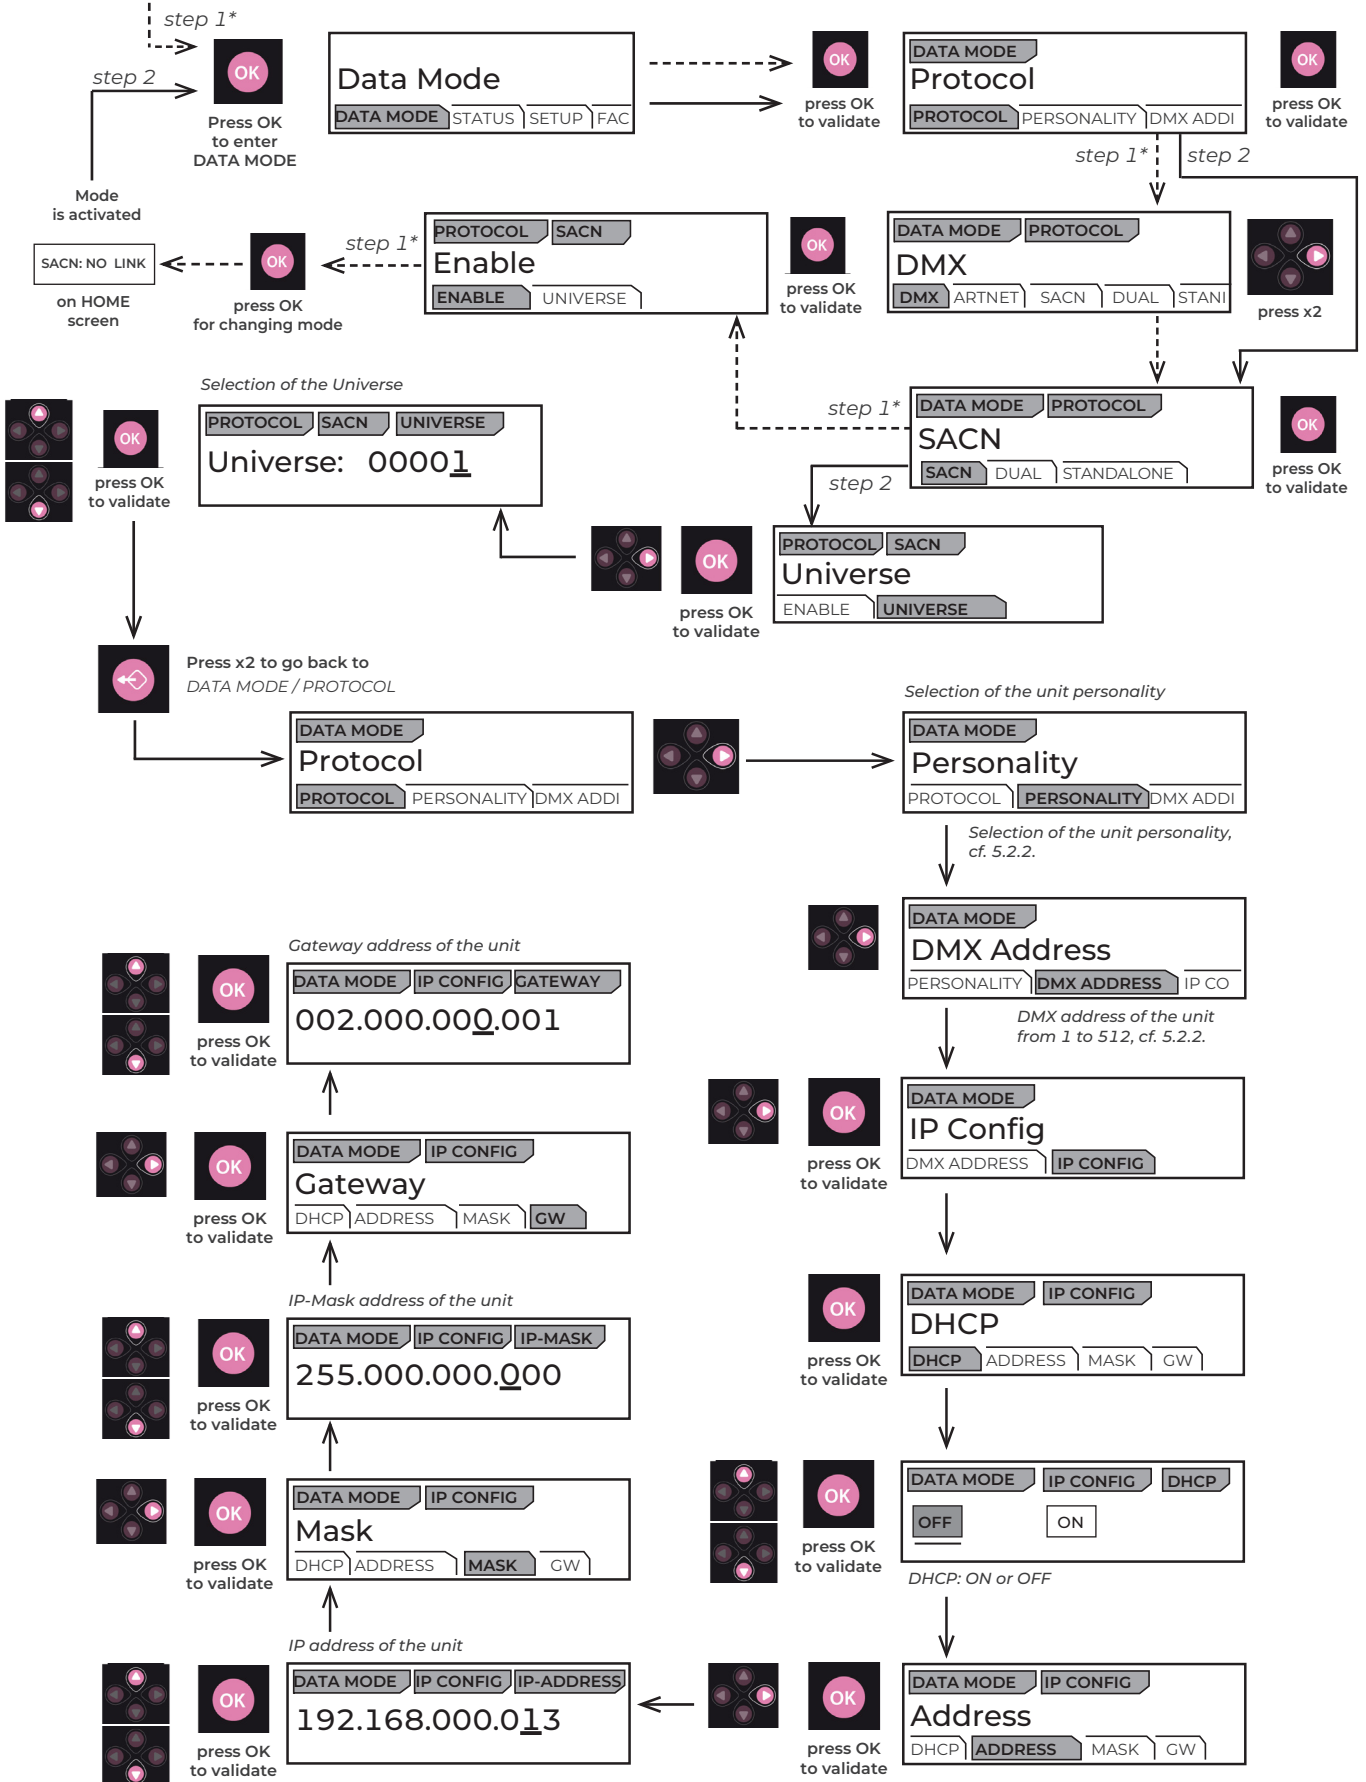 step 1*
step 2
OK
Press OK
to enter
DATA MODE
Data Mode
DATA MODE STATUS SETUP FAC
OK
press OK
to validate
DATA MODE
Protocol
PROTOCOL PERSONALITY DMX ADDI
OK
press OK
to validate
step 1*
step 2
Mode
is activated
SACN: NO LINK
on HOME
screen
OK
press OK
for changing mode
step 1*
PROTOCOL SACN
Enable
ENABLE UNIVERSE
OK
press OK
to validate
DATA MODE PROTOCOL
DMX
DMX ARTNET SACN DUAL STANI
press x2
step 1*
DATA MODE PROTOCOL
SACN
SACN DUAL STANDALONE
OK
press OK
to validate
step 2
PROTOCOL SACN
Universe
ENABLE UNIVERSE
OK
press OK
to validate
Selection of the Universe
PROTOCOL SACN UNIVERSE
Universe: 00001
OK
press OK
to validate
Press x2 to go back to
DATA MODE / PROTOCOL
DATA MODE
Protocol
PROTOCOL PERSONALITY DMX ADDI
Selection of the unit personality
DATA MODE
Personality
PROTOCOL PERSONALITY DMX ADDI
Selection of the unit personality,
cf. 5.2.2.
DATA MODE
DMX Address
PERSONALITY DMX ADDRESS IP CO
DMX address of the unit
from 1 to 512, cf. 5.2.2.
OK
press OK
to validate
DATA MODE
IP Config
DMX ADDRESS IP CONFIG
OK
press OK
to validate
DATA MODE IP CONFIG
DHCP
DHCP ADDRESS MASK GW
OK
press OK
to validate
DATA MODE IP CONFIG DHCP
OFF ON
DHCP: ON or OFF
OK
press OK
to validate
DATA MODE IP CONFIG
Address
DHCP ADDRESS MASK GW
IP address of the unit
OK
press OK
to validate
DATA MODE IP CONFIG IP-ADDRESS
192.168.000.013
OK
press OK
to validate
DATA MODE IP CONFIG
Mask
DHCP ADDRESS MASK GW
IP-Mask address of the unit
OK
press OK
to validate
DATA MODE IP CONFIG IP-MASK
255.000.000.000
OK
press OK
to validate
DATA MODE IP CONFIG
Gateway
DHCP ADDRESS MASK GW
Gateway address of the unit
OK
press OK
to validate
DATA MODE IP CONFIG GATEWAY
002.000.000.001